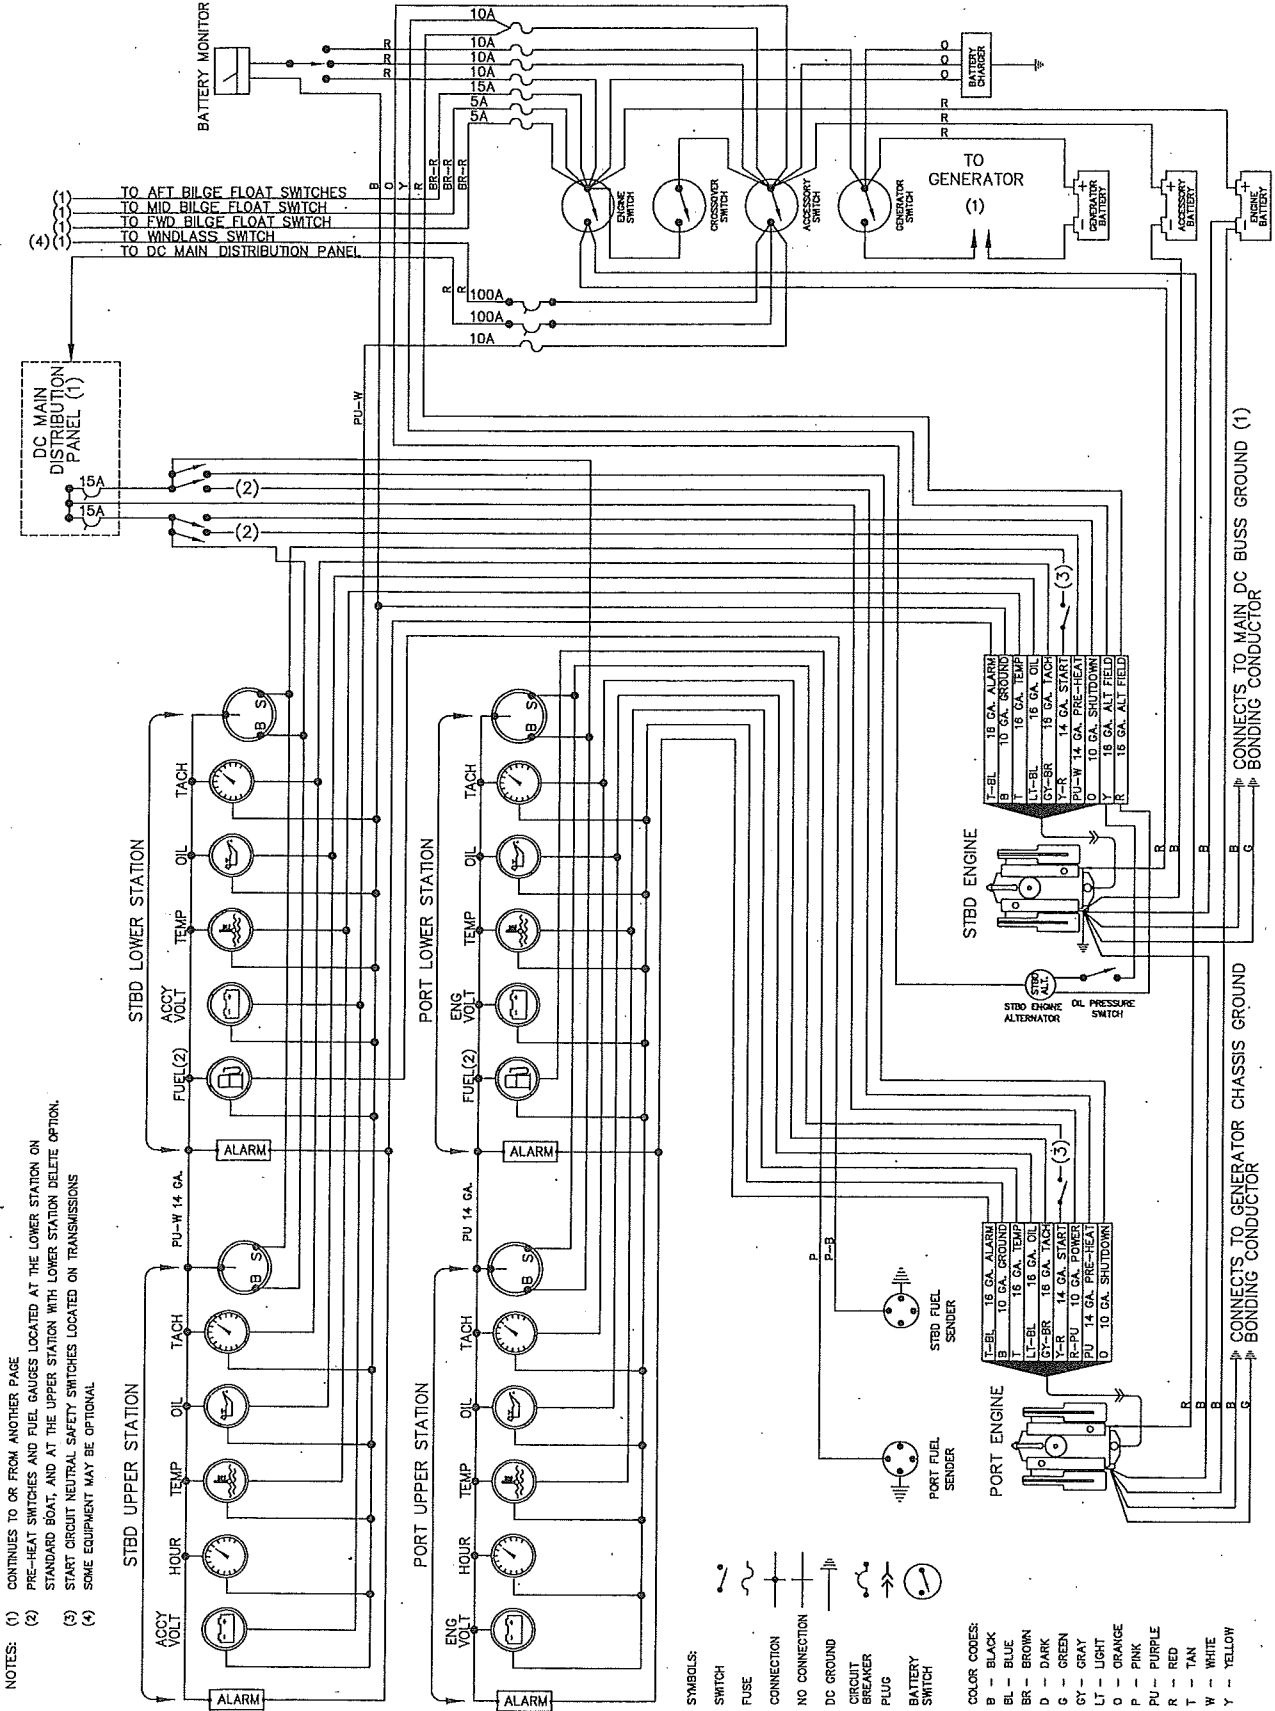 BATTERY MONITOR
10A
R
10A
R
10A
R
10A
15A
5A
5A
O
O
O
BATTERY CHARGER
R
R
R
B
O
Y
R
BR-R
BR-R
BR-R
(1) TO AFT BILGE FLOAT SWITCHES
(1) TO MID BILGE FLOAT SWITCH
(1) TO FWD BILGE FLOAT SWITCH
(4)(1) TO WINDLASS SWITCH
TO DC MAIN DISTRIBUTION PANEL
ENGINE SWITCH
CROSSOVER SWITCH
ACCESSORY SWITCH
GENERATOR SWITCH
TO GENERATOR
(1)
GENERATOR BATTERY
ACCESSORY BATTERY
ENGINE BATTERY
R
R
100A
100A
10A
PU-W
DC MAIN
DISTRIBUTION
PANEL (1)
15A
15A
(2)
(2)
(3)
STBD LOWER STATION
TACH
OIL
TEMP
ACCY VOLT
FUEL(2)
ALARM
B
S
PORT LOWER STATION
TACH
OIL
TEMP
ENG VOLT
FUEL(2)
ALARM
B
S
PU-W 14 GA.
PU 14 GA.
STBD UPPER STATION
TACH
OIL
TEMP
HOUR
ACCY VOLT
ALARM
B
S
PORT UPPER STATION
TACH
OIL
TEMP
HOUR
ENG VOLT
ALARM
B
S
STBD ENGINE
T-BL 16 GA. ALARM
B 10 GA. GROUND
T 16 GA. TEMP
LT-BL 16 GA. OIL
GY-BR 16 GA. TACH
Y-R 14 GA. START
PU-W 14 GA. PRE-HEAT
O 10 GA. SHUTDOWN
Y 16 GA. ALT FIELD
R 16 GA. ALT FIELD
R
B
B
B
G
CONNECTS TO MAIN DC BUSS GROUND (1)
BONDING CONDUCTOR
STBD ALT.
STBD ENGINE
ALTERNATOR
OIL PRESSURE
SWITCH
(3)
P
P-B
STBD FUEL
SENDER
PORT FUEL
SENDER
PORT ENGINE
T-BL 16 GA. ALARM
B 10 GA. GROUND
T 16 GA. TEMP
LT-BL 16 GA. OIL
GY-BR 16 GA. TACH
Y-R 14 GA. START
R-PU 10 GA. POWER
PU 14 GA. PRE-HEAT
O 10 GA. SHUTDOWN
R
B
B
B
G
CONNECTS TO GENERATOR CHASSIS GROUND
BONDING CONDUCTOR
NOTES: (1) CONTINUES TO OR FROM ANOTHER PAGE
(2) PRE-HEAT SWITCHES AND FUEL GAUGES LOCATED AT THE LOWER STATION ON
STANDARD BOAT, AND AT THE UPPER STATION WITH LOWER STATION DELETE OPTION.
(3) START CIRCUIT NEUTRAL SAFETY SWITCHES LOCATED ON TRANSMISSIONS
(4) SOME EQUIPMENT MAY BE OPTIONAL
SYMBOLS:
SWITCH
FUSE
CONNECTION
NO CONNECTION
DC GROUND
CIRCUIT
BREAKER
PLUG
BATTERY
SWITCH
COLOR CODES:
B - BLACK
BL - BLUE
BR - BROWN
D - DARK
G - GREEN
GY - GRAY
LT - LIGHT
O - ORANGE
P - PINK
PU - PURPLE
R - RED
T - TAN
W - WHITE
Y - YELLOW